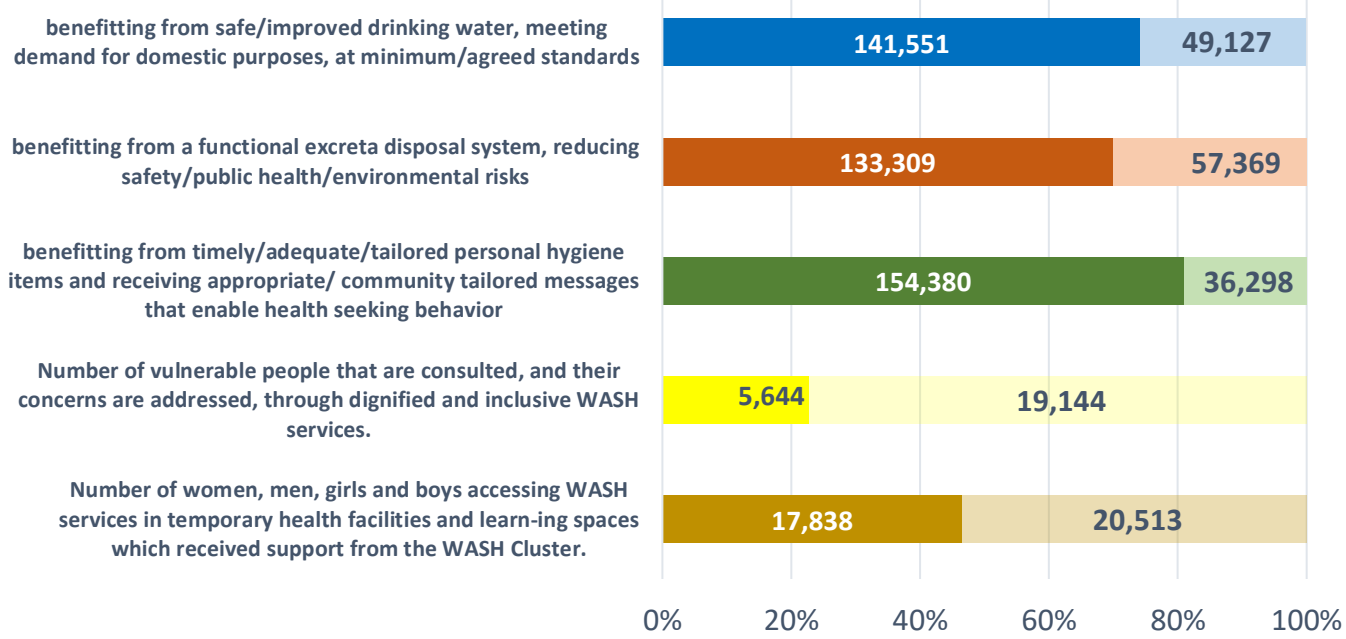 benefitting from safe/improved drinking water, meeting
demand for domestic purposes, at minimum/agreed standards
141,551
49,127
benefitting from a functional excreta disposal system, reducing
safety/public health/environmental risks
133,309
57,369
benefitting from timely/adequate/tailored personal hygiene
items and receiving appropriate/ community tailored messages
that enable health seeking behavior
154,380
36,298
Number of vulnerable people that are consulted, and their
concerns are addressed, through dignified and inclusive WASH
services.
5,644
19,144
Number of women, men, girls and boys accessing WASH
services in temporary health facilities and learn-ing spaces
which received support from the WASH Cluster.
17,838
20,513
0% 20% 40% 60% 80% 100%